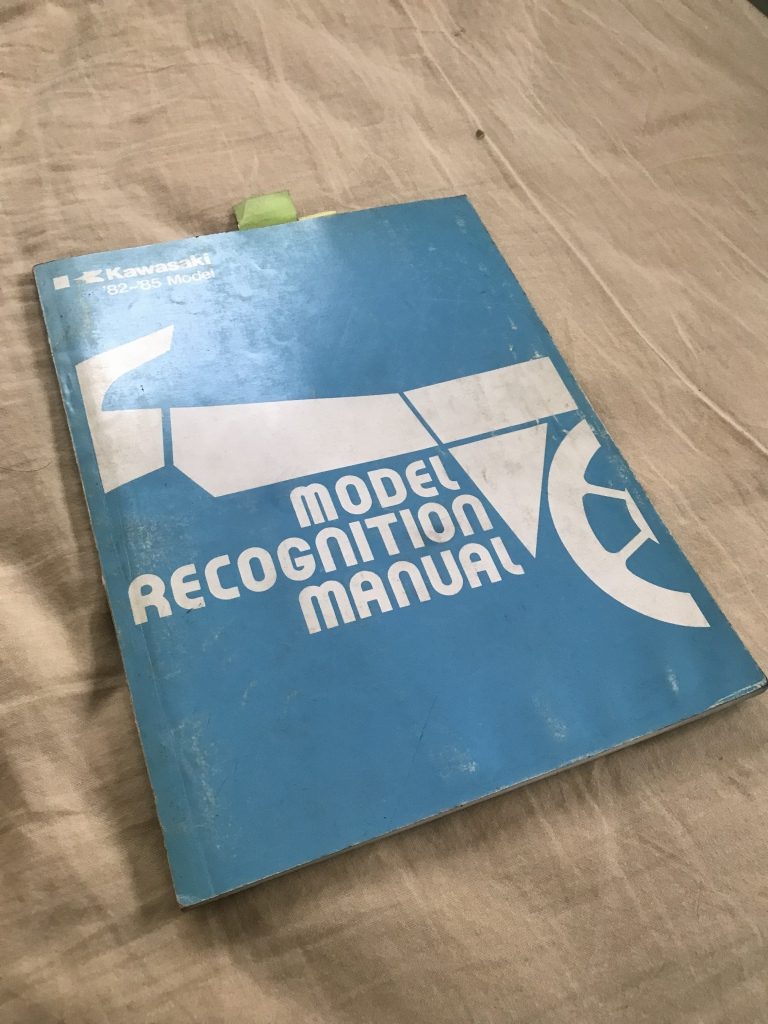 Kawasaki
'82-'85 Model
MODEL
RECOGNITION
MANUAL